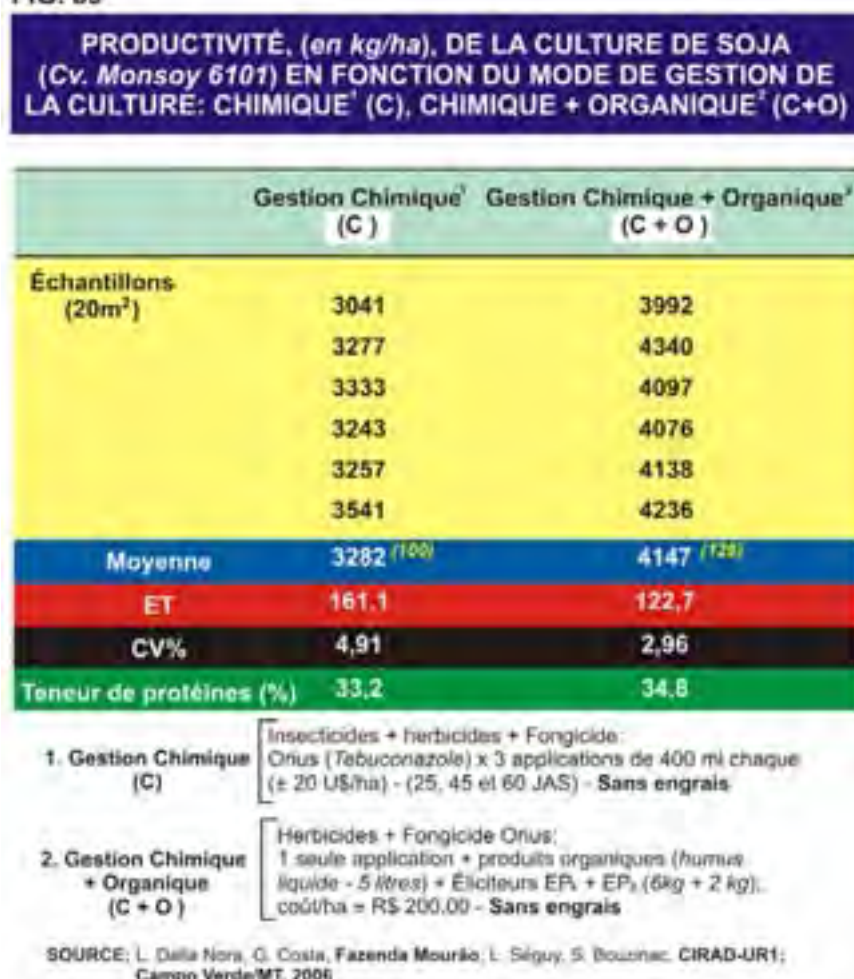 PRODUCTIVITÉ, (en kg/ha), DE LA CULTURE DE SOJA
(Cv. Monsoy 6101) EN FONCTION DU MODE DE GESTION DE
LA CULTURE: CHIMIQUE¹ (C), CHIMIQUE + ORGANIQUE² (C+O)
Gestion Chimique¹ Gestion Chimique + Organique²
(C) (C + O)
Échantillons
(20m²) 3041 3992
3277 4340
3333 4097
3243 4076
3257 4138
3541 4236
Moyenne 3282 (100) 4147
ET 161,1 122,7
CV% 4,91 2,96
Teneur de protéines (%) 33,2 34,8
1. Gestion Chimique
(C)
Insecticides + herbicides + Fongicide:
Orius (Tebuconazole) x 3 applications de 400 ml chaque
(± 20 U$/ha) - (25, 45 et 60 JAS) - Sans engrais
2. Gestion Chimique
+ Organique
(C + O)
Herbicides + Fongicide Orius;
1 seule application + produits organiques (humus
liquide - 5 litres) + Éliciteurs + (6kg + 2 kg);
coût/ha = R$ 200,00 - Sans engrais
SOURCE: L. Dalla Nora, G. Costa, Fazenda Mourão, L. Séguy, S. Bouzinac, CIRAD-UR1;
Campo Verde/MT, 2006